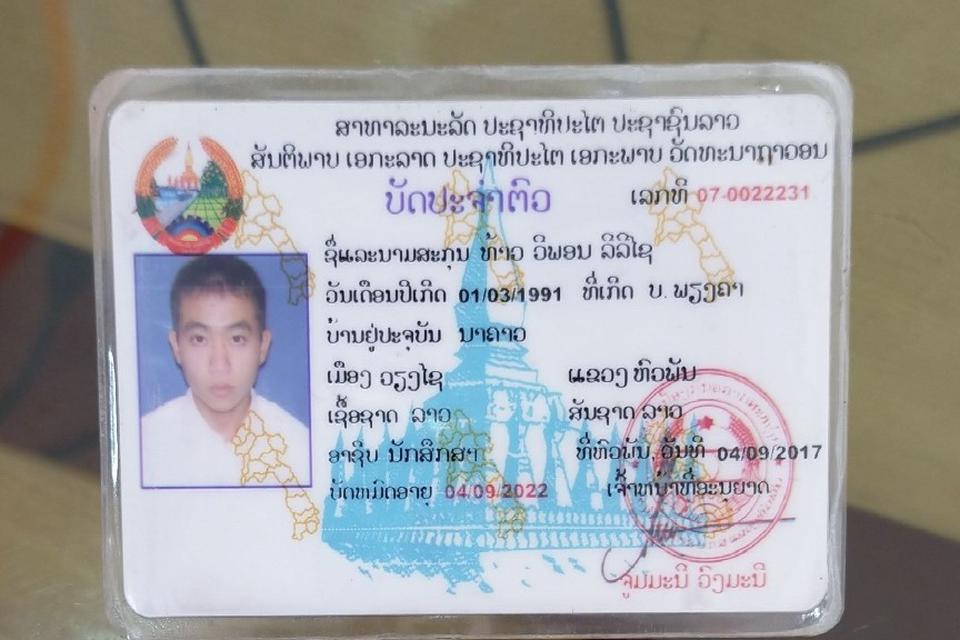 ສາທາລະນະລັດ ປະຊາທິປະໄຕ ປະຊາຊົນລາວ
ສັນຕິພາບ ເອກະລາດ ປະຊາທິປະໄຕ ເອກະພາບ ວັດທະນາຖາວອນ
ບັດປະຈຳຕົວ ເລກທີ 07-0022231
ຊື່ແລະນາມສະກຸນ ທ້າວ ວິພອນ ລິລີໄຊ
ວັນເດືອນປີເກີດ 01/03/1991 ທີ່ເກີດ ບ. ພຽງຄາ
ບ້ານຢູ່ປະຈຸບັນ ນາຄາວ
ເມືອງ ວຽງໄຊ ແຂວງ ຫົວພັນ
ເຊື້ອຊາດ ລາວ ສັນຊາດ ລາວ
ອາຊີບ ນັກສຶກສາ ທີ່ຫົວພັນ, ວັນທີ 04/09/2017
ບັດຫມົດອາຍຸ 04/09/2022 ເຈົ້າຫນ້າທີ່ອະນຸຍາດ
ຈູມມະນີ ວົງມະນີ